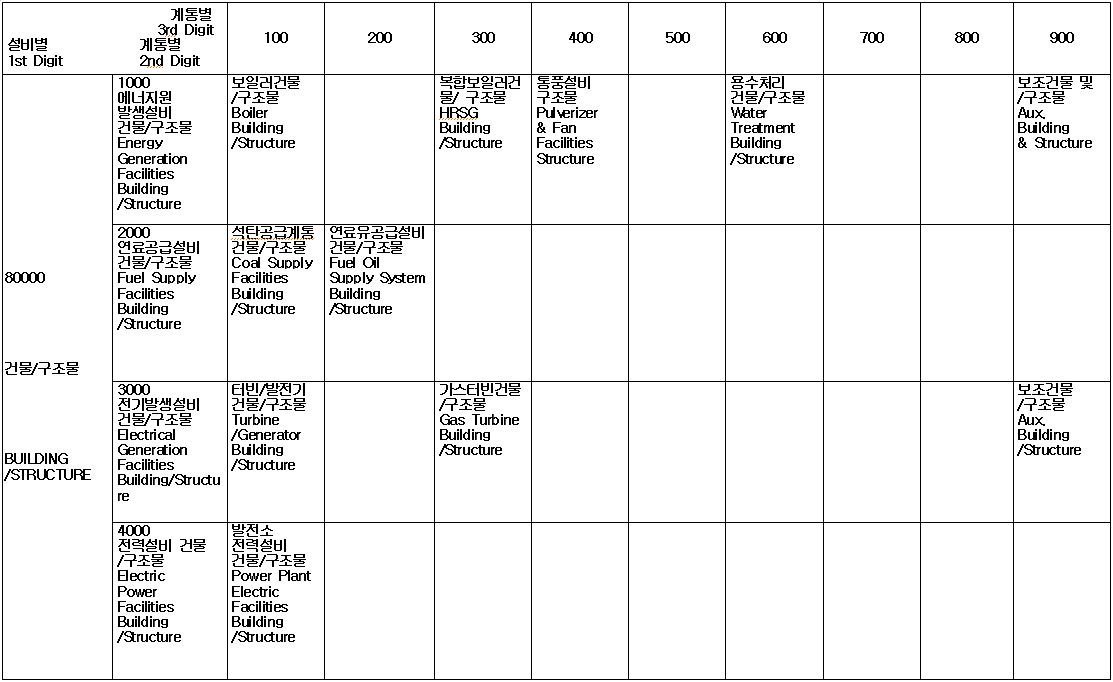 계통별
3rd Digit
설비별
1st Digit
계통별
2nd Digit
100
200
300
400
500
600
700
800
900
80000
건물/구조물
BUILDING
/STRUCTURE
1000
에너지원
발생설비
건물/구조물
Energy
Generation
Facilities
Building
/Structure
보일러건물
/구조물
Boiler
Building
/Structure
복합보일러건
물/ 구조물
HRSG
Building
/Structure
통풍설비
구조물
Pulverizer
& Fan
Facilities
Structure
용수처리
건물/구조물
Water
Treatment
Building
/Structure
보조건물 및
/구조물
Aux.
Building
& Structure
2000
연료공급설비
건물/구조물
Fuel Supply
Facilities
Building
/Structure
석탄공급계통
건물/구조물
Coal Supply
Facilities
Building
/Structure
연료유공급설비
건물/구조물
Fuel Oil
Supply System
Building
/Structure
3000
전기발생설비
건물/구조물
Electrical
Generation
Facilities
Building/Structu
re
터빈/발전기
건물/구조물
Turbine
/Generator
Building
/Structure
가스터빈건물
/구조물
Gas Turbine
Building
/Structure
보조건물
/구조물
Aux.
Building
/Structure
4000
전력설비 건물
/구조물
Electric
Power
Facilities
Building
/Structure
발전소
전력설비
건물/구조물
Power Plant
Electric
Facilities
Building
/Structure